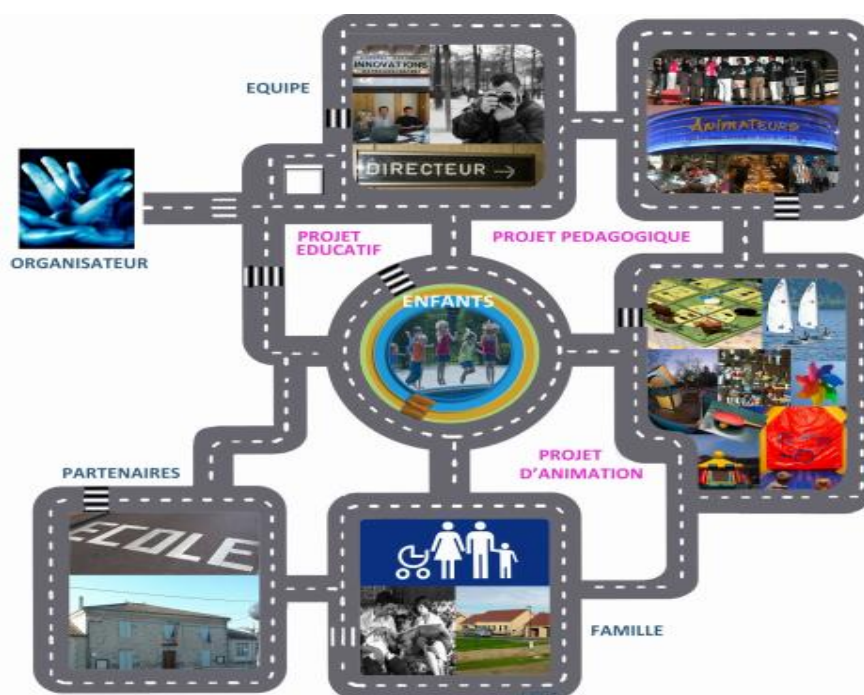 EQUIPE
INNOVATIONS
DIRECTEUR →
ANIMATEURS
ORGANISATEUR
PROJET
EDUCATIF
PROJET PEDAGOGIQUE
ENFANTS
PARTENAIRES
PROJET
D'ANIMATION
ECOLE
FAMILLE